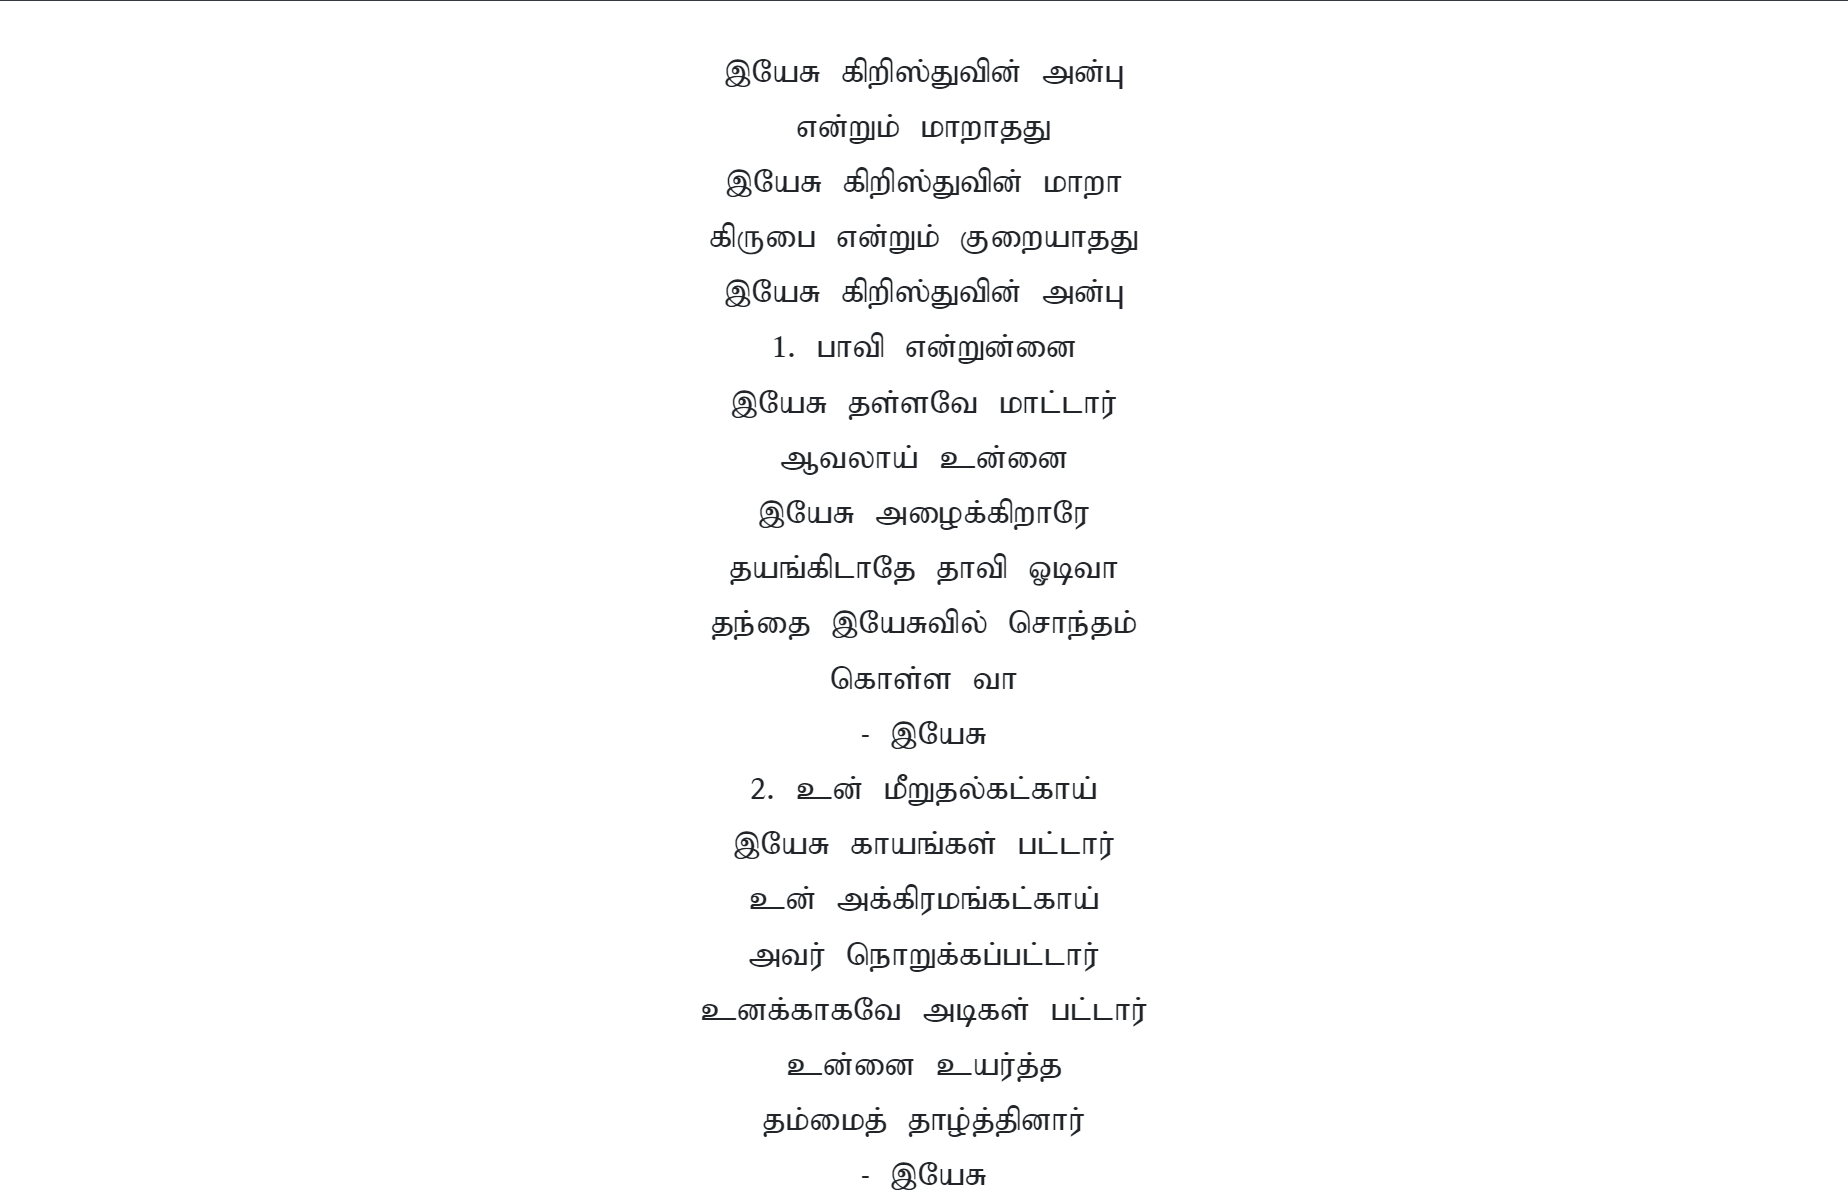 இயேசு கிறிஸ்துவின் அன்பு
என்றும் மாறாதது
இயேசு கிறிஸ்துவின் மாறா
கிருபை என்றும் குறையாதது
இயேசு கிறிஸ்துவின் அன்பு
1. பாவி என்றுன்னை
இயேசு தள்ளவே மாட்டார்
ஆவலாய் உன்னை
இயேசு அழைக்கிறாரே
தயங்கிடாதே தாவி ஓடிவா
தந்தை இயேசுவில் சொந்தம்
கொள்ள வா
- இயேசு
2. உன் மீறுதல்கட்காய்
இயேசு காயங்கள் பட்டார்
உன் அக்கிரமங்கட்காய்
அவர் நொறுக்கப்பட்டார்
உனக்காகவே அடிகள் பட்டார்
உன்னை உயர்த்த
தம்மைத் தாழ்த்தினார்
- இயேசு